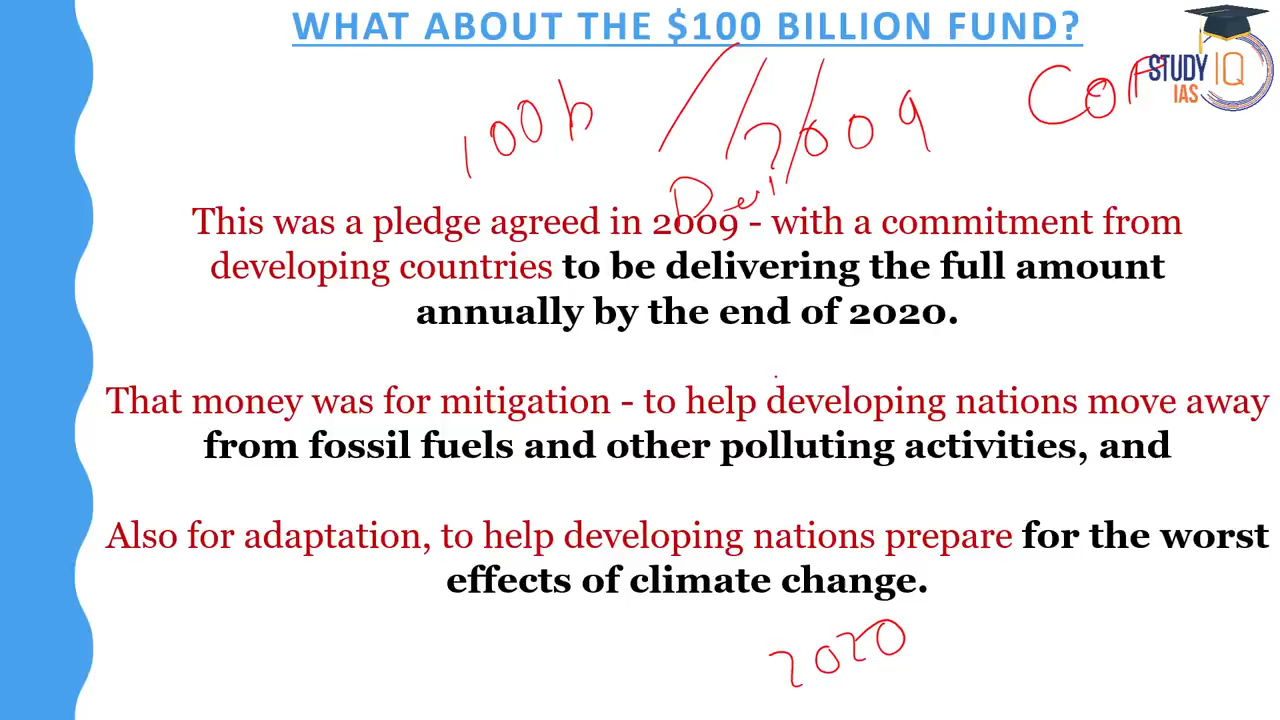 WHAT ABOUT THE $100 BILLION FUND?
STUDY IQ
IAS
COP
100b
2009
Dev
This was a pledge agreed in 2009 - with a commitment from
developing countries to be delivering the full amount
annually by the end of 2020.
That money was for mitigation - to help developing nations move away
from fossil fuels and other polluting activities, and
Also for adaptation, to help developing nations prepare for the worst
effects of climate change.
2020